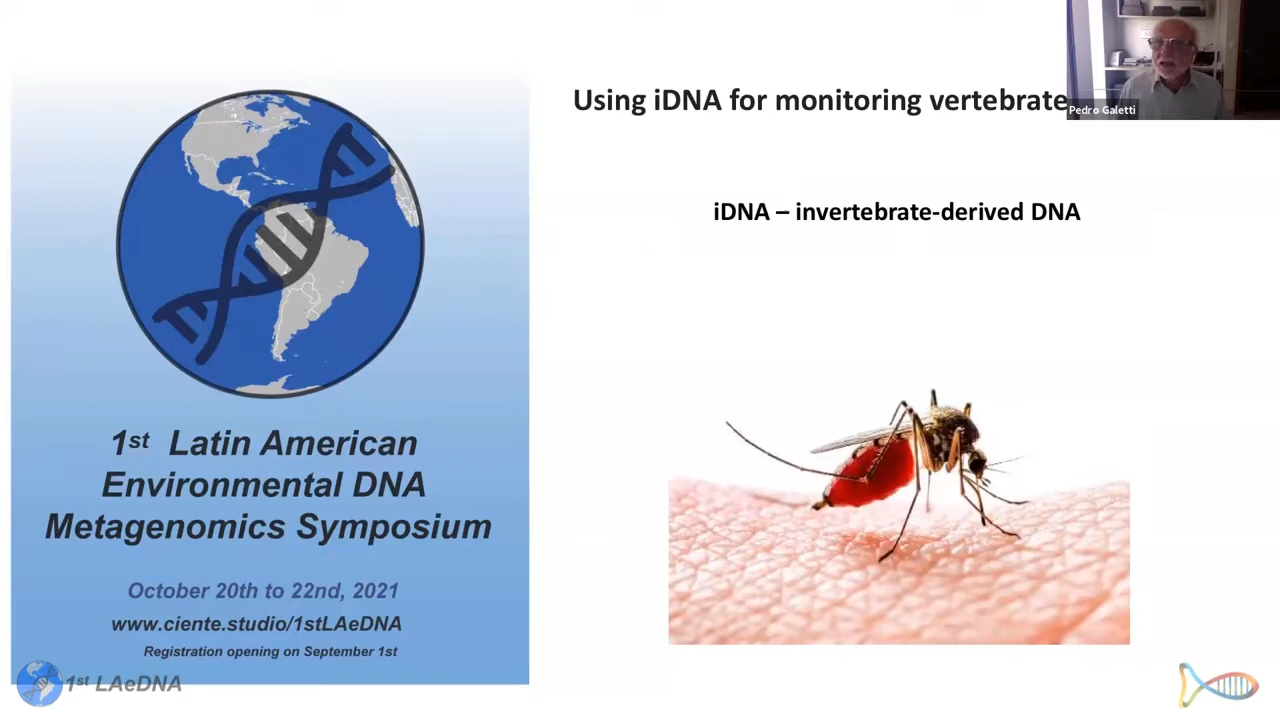 Using iDNA for monitoring vertebrate
Pedro Galetti
iDNA – invertebrate-derived DNA
1st Latin American
Environmental DNA
Metagenomics Symposium
October 20th to 22nd, 2021
www.ciente.studio/1stLAeDNA
Registration opening on September 1st
1st LAeDNA